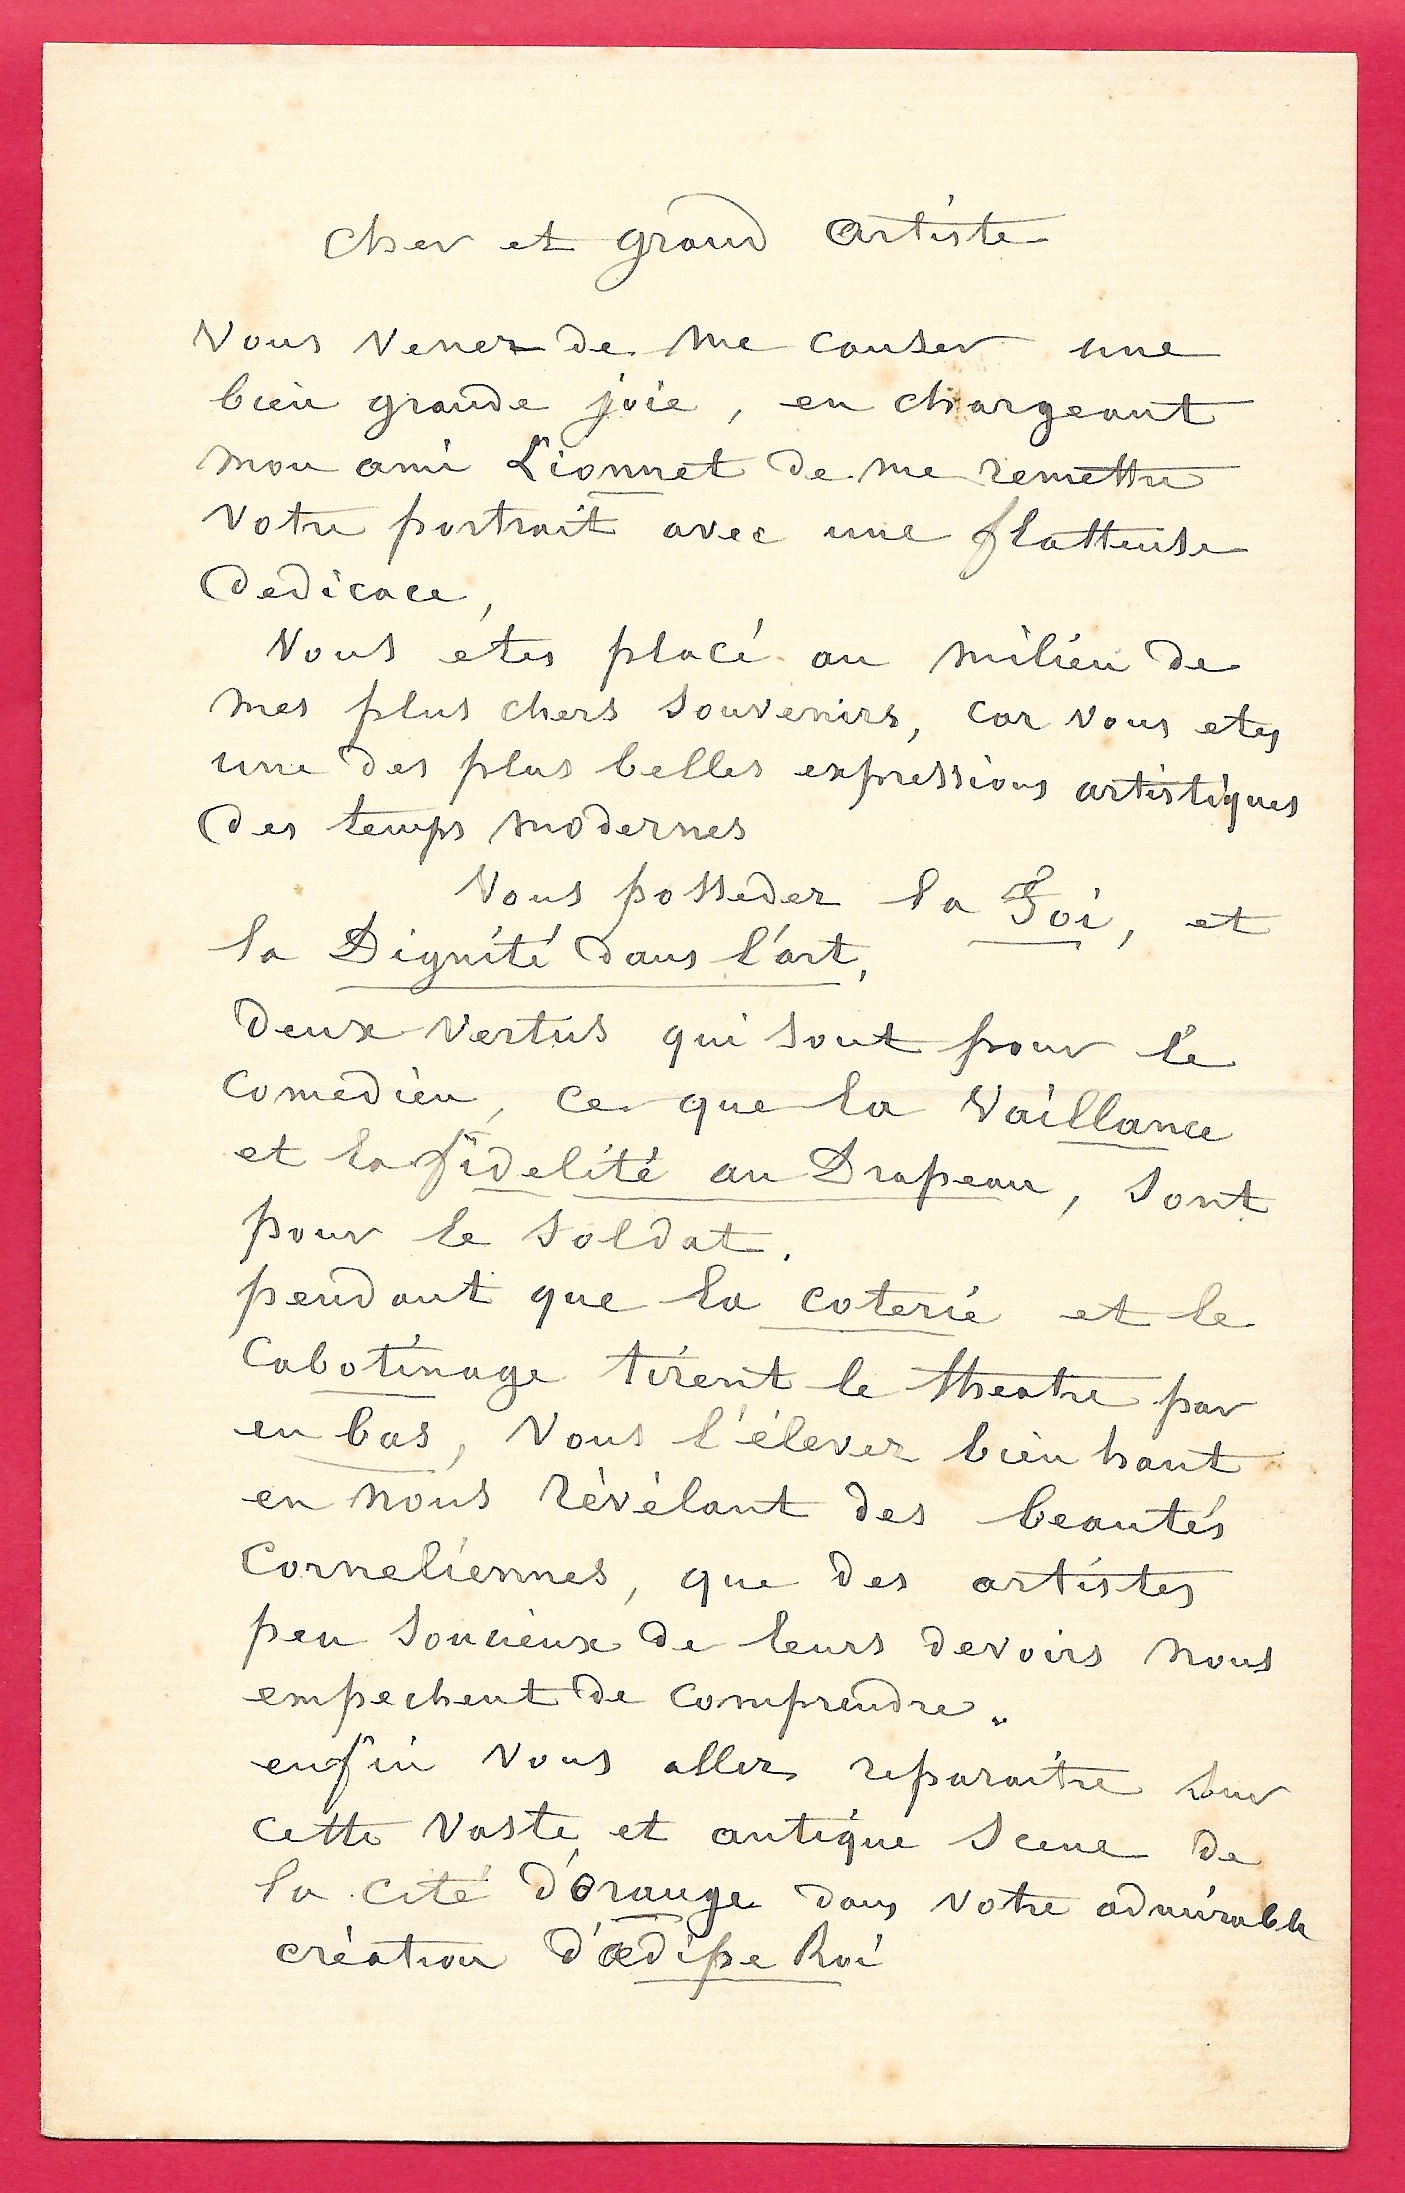 Cher et grand Artiste
Vous venez de me causer une
bien grande joie, en chargeant
mon ami Lionnet de me remettre
votre portrait avec une flatteuse
dedicace,
Vous étes placé au milieu de
mes plus chers souvenirs, car vous etes
une des plus belles expressions artistiques
des temps modernes
Vous posseder la Foi, et
la Dignité dans l'art,
deux vertus qui sont pour le
comedien, ce que la Vaillance
et la fidelité au Drapeau, sont
pour le soldat.
pendant que la coterie et le
Cabotinage tirent le theatre par
en bas, Vous l'élever bien haut
en nous révélant des beautés
Corneliennes, que des artistes
peu soucieux de leurs devoirs nous
empechent de comprendre.
enfin Vous allez reparaitre sur
cette vaste et antique scene de
la cité d'Orange dans votre admirable
création d'Œdipe Roi